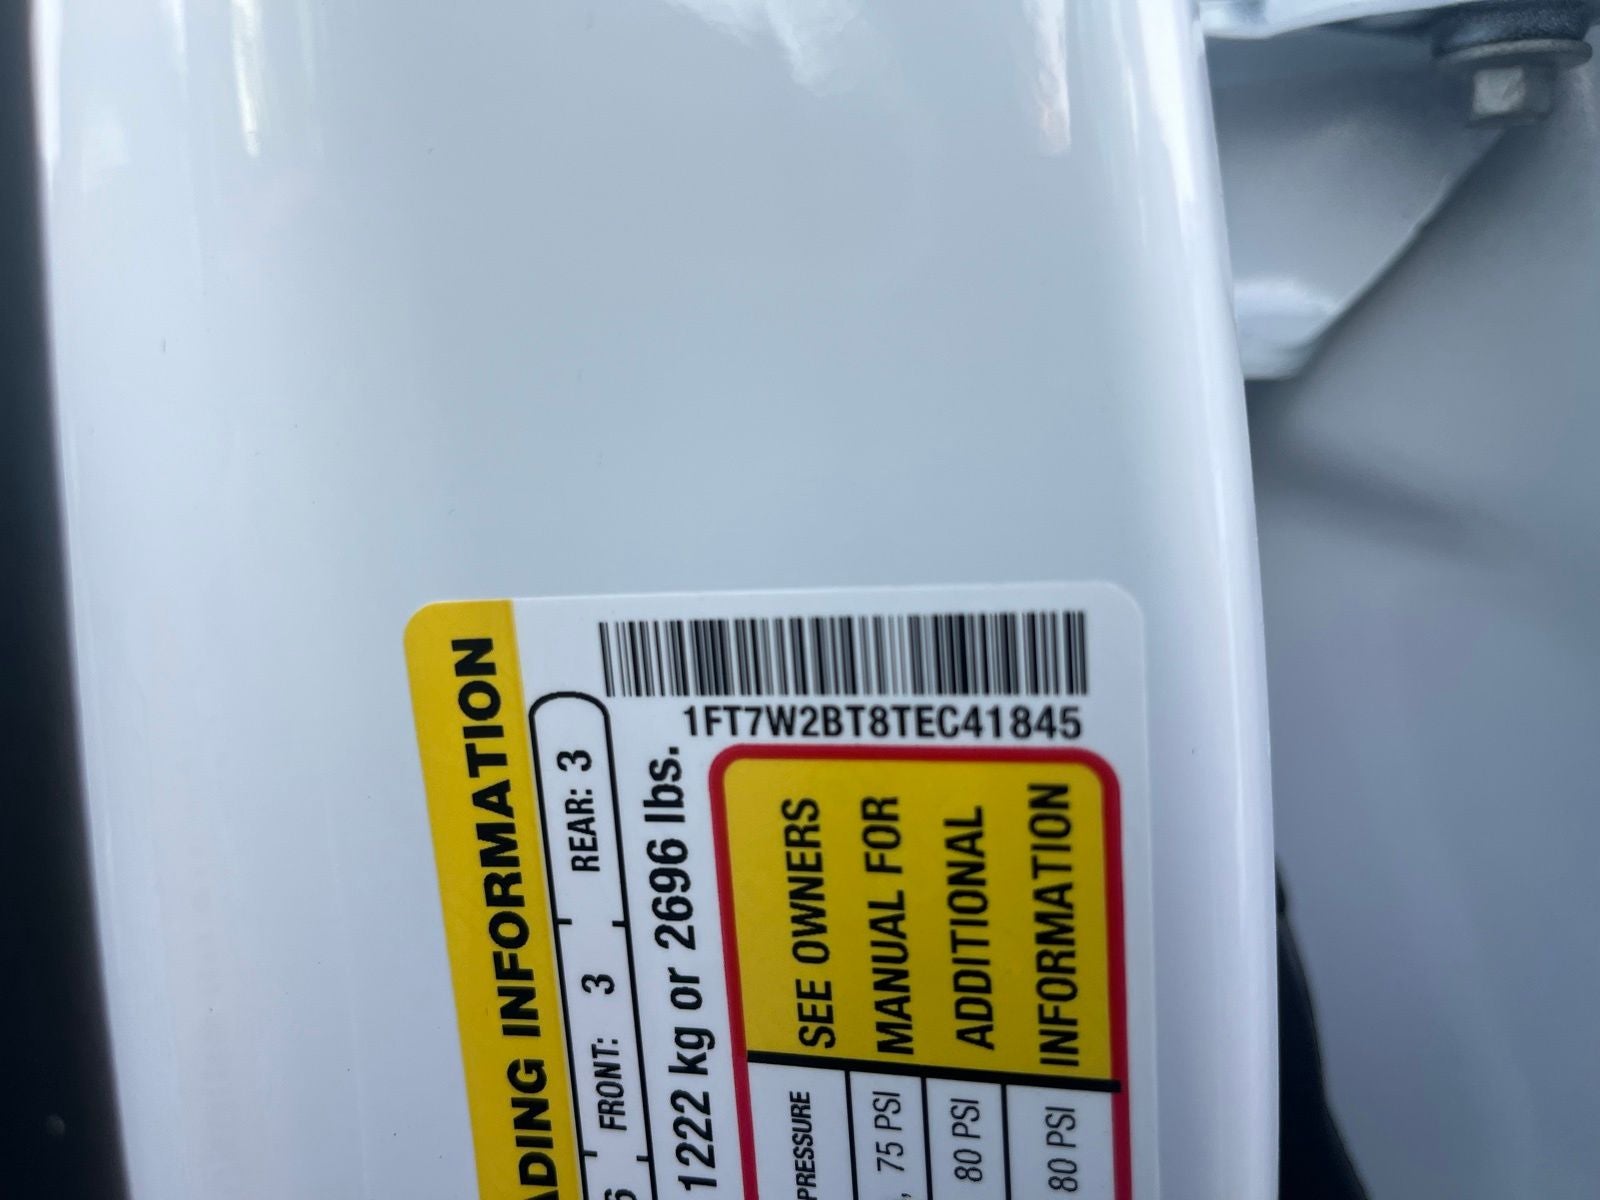 1FT7W2BT8TEC41845
LOADING INFORMATION
FRONT: 3 REAR: 3
1222 kg or 2696 lbs.
PRESSURE
75 PSI
80 PSI
80 PSI
SEE OWNERS
MANUAL FOR
ADDITIONAL
INFORMATION